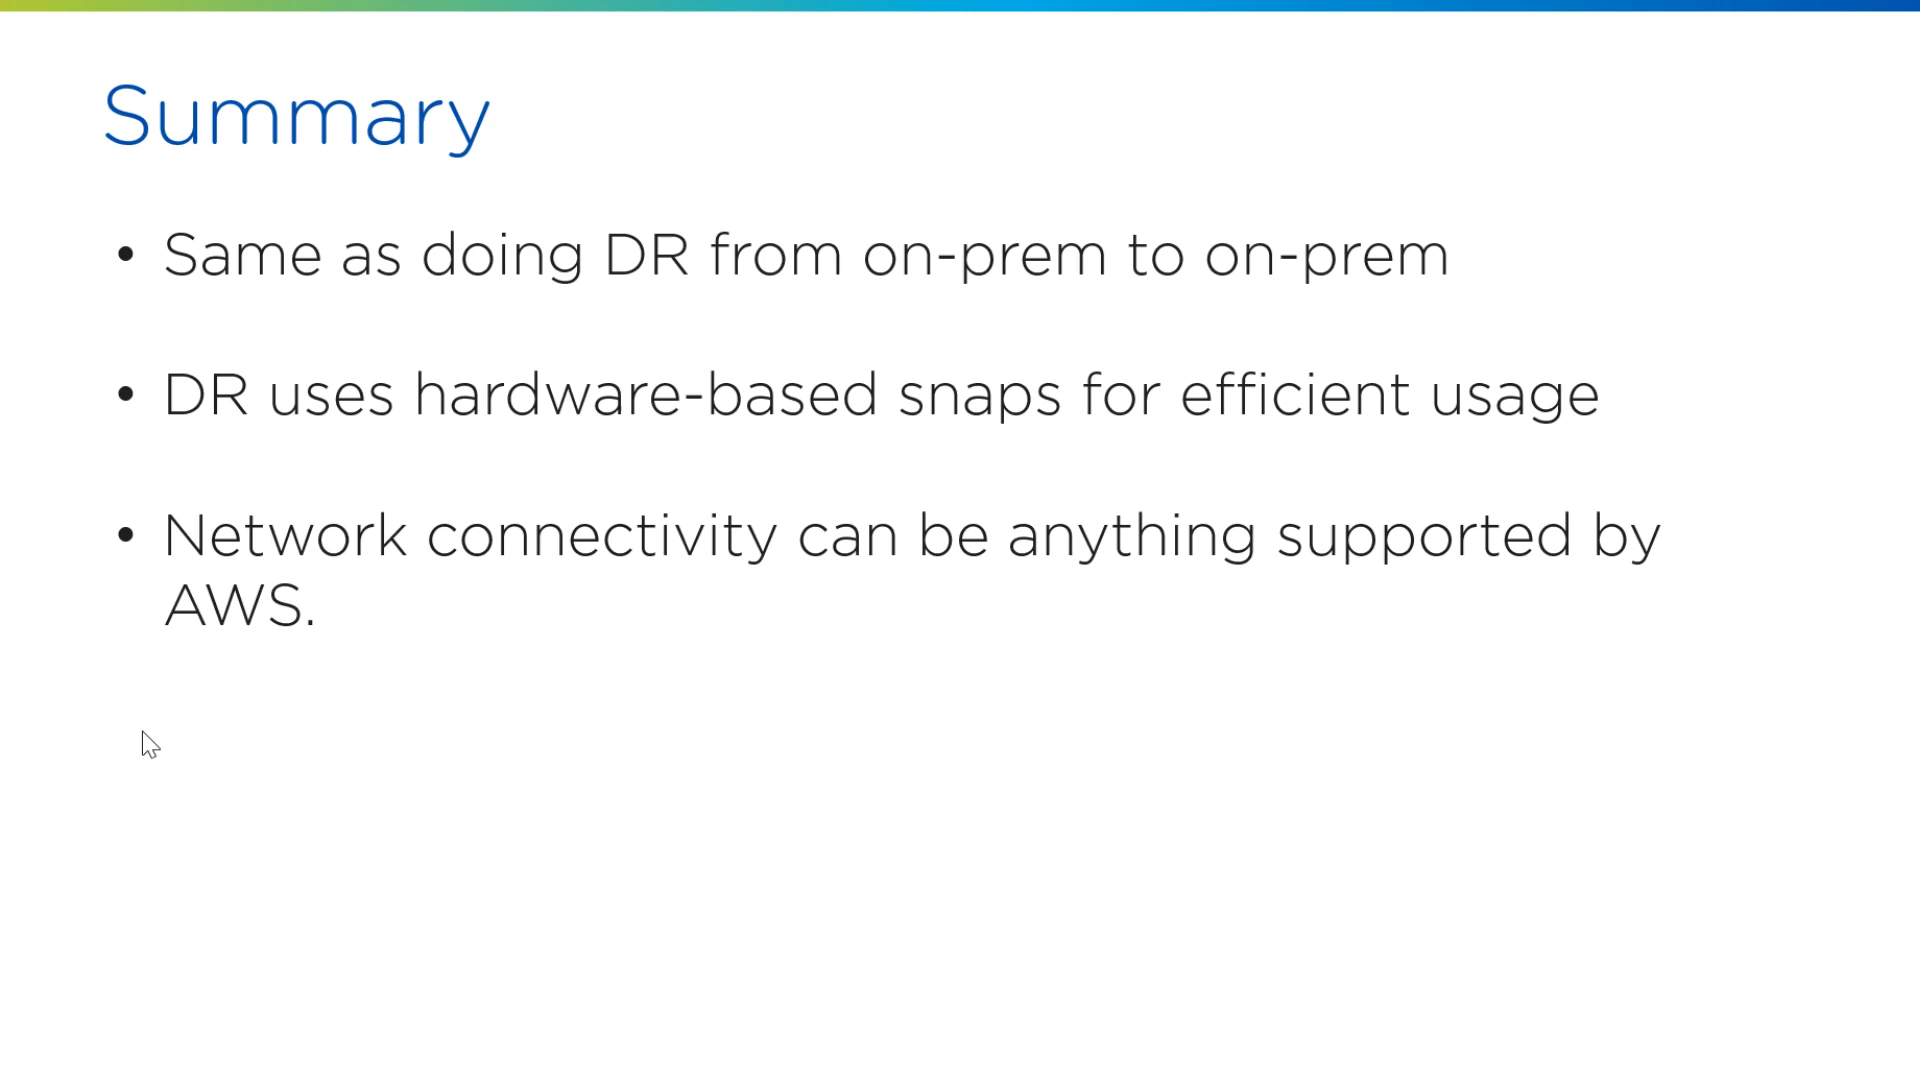 Summary
• Same as doing DR from on-prem to on-prem
• DR uses hardware-based snaps for efficient usage
• Network connectivity can be anything supported by
AWS.